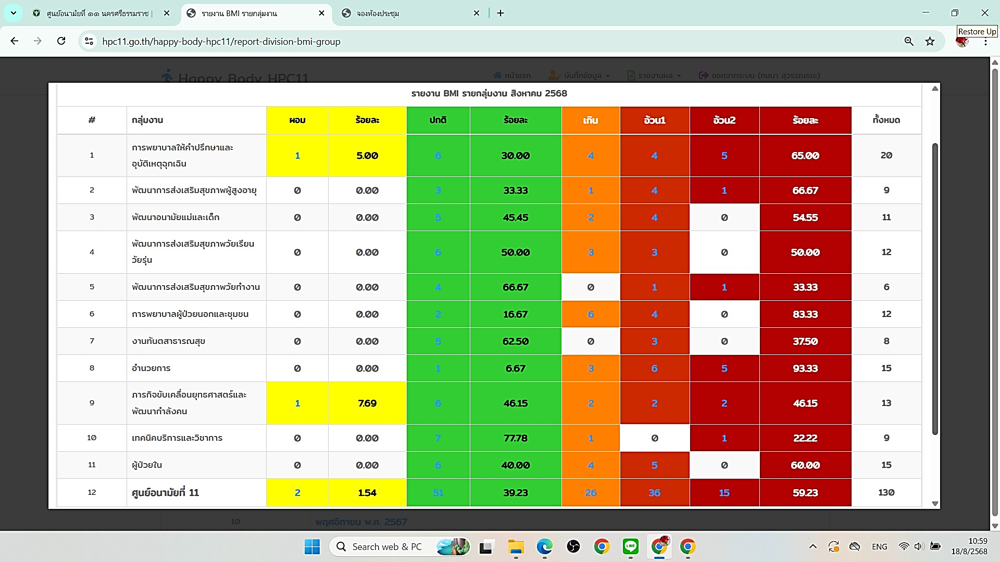 ศูนย์อนามัยที่ ๑๑ นครศรีธรรมราช |
รายงาน BMI รายกลุ่มงาน
จองห้องประชุม
Restore Up
hpc11.go.th/happy-body-hpc11/report-division-bmi-group
Happy Body HPC11 หน้าแรก บันทึกข้อมูล รายงานผล ออกจากระบบ (กษมา สุวรรณธนะ)
รายงาน BMI รายกลุ่มงาน สิงหาคม 2568
# กลุ่มงาน ผอม ร้อยละ ปกติ ร้อยละ เกิน อ้วน1 อ้วน2 ร้อยละ ทั้งหมด
1 การพยาบาลให้คำปรึกษาและ
อุบัติเหตุฉุกเฉิน 1 5.00 6 30.00 4 4 5 65.00 20
2 พัฒนาการส่งเสริมสุขภาพผู้สูงอายุ 0 0.00 3 33.33 1 4 1 66.67 9
3 พัฒนาอนามัยแม่และเด็ก 0 0.00 5 45.45 2 4 0 54.55 11
4 พัฒนาการส่งเสริมสุขภาพวัยเรียน
วัยรุ่น 0 0.00 6 50.00 3 3 0 50.00 12
5 พัฒนาการส่งเสริมสุขภาพวัยทำงาน 0 0.00 4 66.67 0 1 1 33.33 6
6 การพยาบาลผู้ป่วยนอกและชุมชน 0 0.00 2 16.67 6 4 0 83.33 12
7 งานทันตสาธารณสุข 0 0.00 5 62.50 0 3 0 37.50 8
8 อำนวยการ 0 0.00 1 6.67 3 6 5 93.33 15
9 ภารกิจขับเคลื่อนยุทธศาสตร์และ
พัฒนากำลังคน 1 7.69 6 46.15 2 2 2 46.15 13
10 เทคนิคบริการและวิชาการ 0 0.00 7 77.78 1 0 1 22.22 9
11 ผู้ป่วยใน 0 0.00 6 40.00 4 5 0 60.00 15
12 ศูนย์อนามัยที่ 11 2 1.54 51 39.23 26 36 15 59.23 130
10 พฤศจิกายน พ.ศ. 2567
Search web & PC
LINE
ENG
10:59
18/8/2568